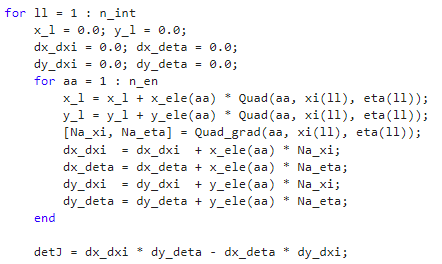 for ll = 1 : n_int
    x_l = 0.0; y_l = 0.0;
    dx_dxi = 0.0; dx_deta = 0.0;
    dy_dxi = 0.0; dy_deta = 0.0;
    for aa = 1 : n_en
        x_l = x_l + x_ele(aa) * Quad(aa, xi(ll), eta(ll));
        y_l = y_l + y_ele(aa) * Quad(aa, xi(ll), eta(ll));
        [Na_xi, Na_eta] = Quad_grad(aa, xi(ll), eta(ll));
        dx_dxi  = dx_dxi  + x_ele(aa) * Na_xi;
        dx_deta = dx_deta + x_ele(aa) * Na_eta;
        dy_dxi  = dy_dxi  + y_ele(aa) * Na_xi;
        dy_deta = dy_deta + y_ele(aa) * Na_eta;
    end
    detJ = dx_dxi * dy_deta - dx_deta * dy_dxi;